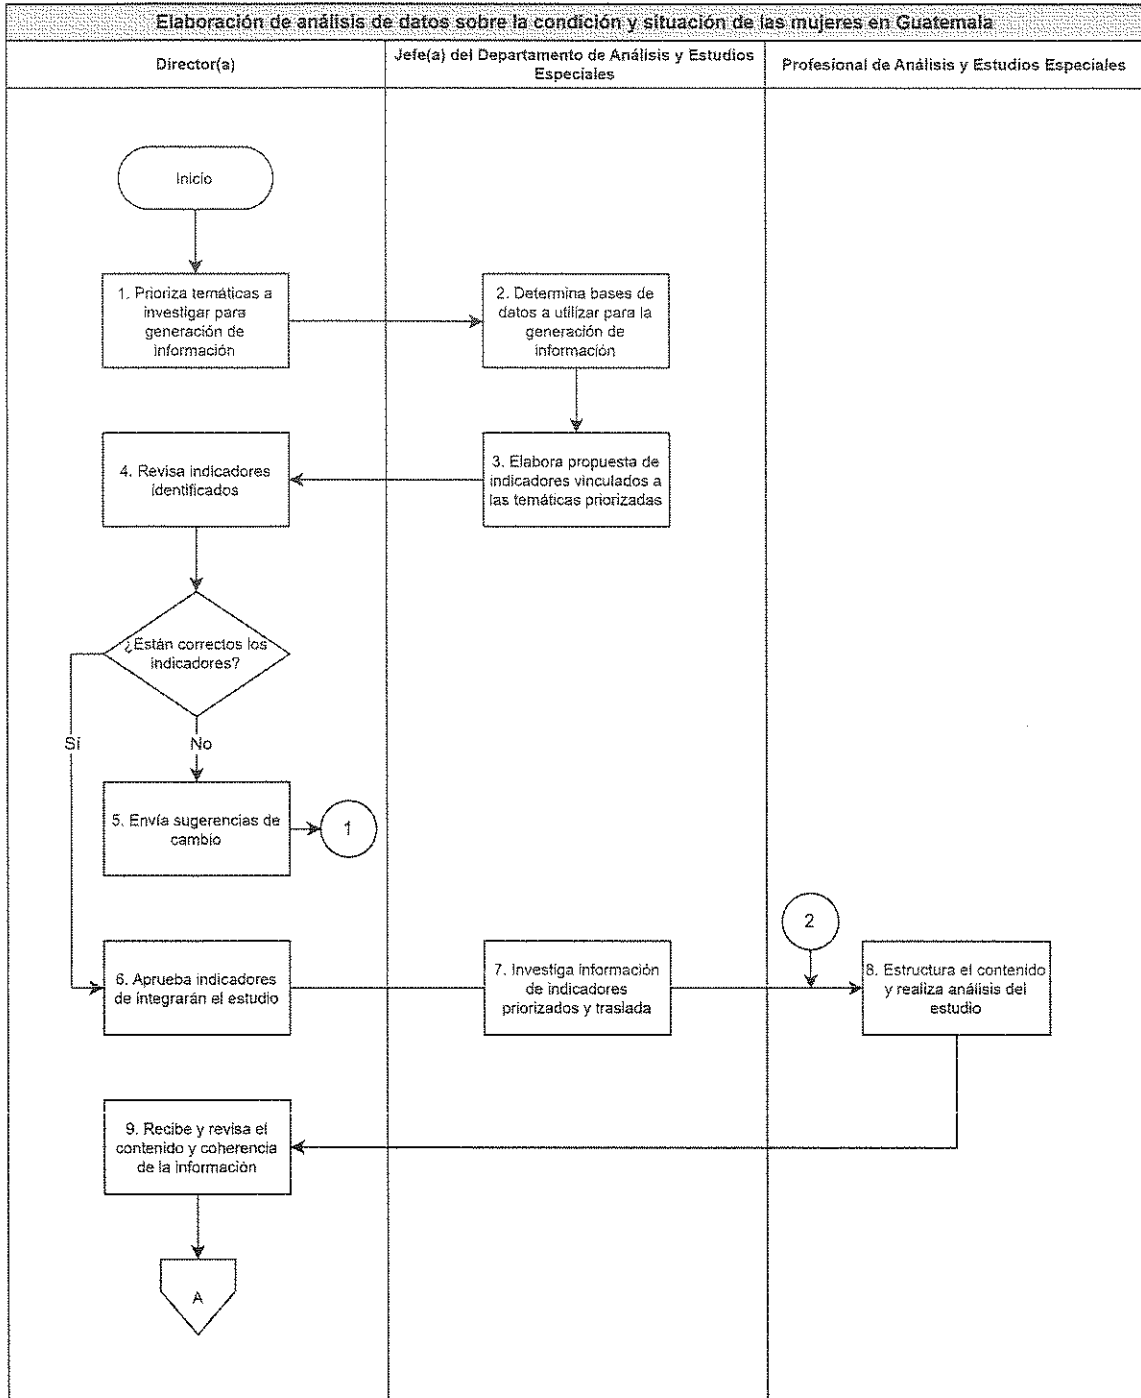 Elaboración de análisis de datos sobre la condición y situación de las mujeres en Guatemala
Director(a)
Jefe(a) del Departamento de Análisis y Estudios
Especiales
Profesional de Análisis y Estudios Especiales
Inicio
1. Prioriza temáticas a
investigar para
generación de
información
2. Determina bases de
datos a utilizar para la
generación de
información
4. Revisa indicadores
identificados
3. Elabora propuesta de
indicadores vinculados a
las temáticas priorizadas
¿Están correctos los
indicadores?
Sí
No
5. Envía sugerencias de
cambio
1
2
6. Aprueba indicadores
de integrarán el estudio
7. Investiga información
de indicadores
priorizados y traslada
8. Estructura el contenido
y realiza análisis del
estudio
9. Recibe y revisa el
contenido y coherencia
de la información
A